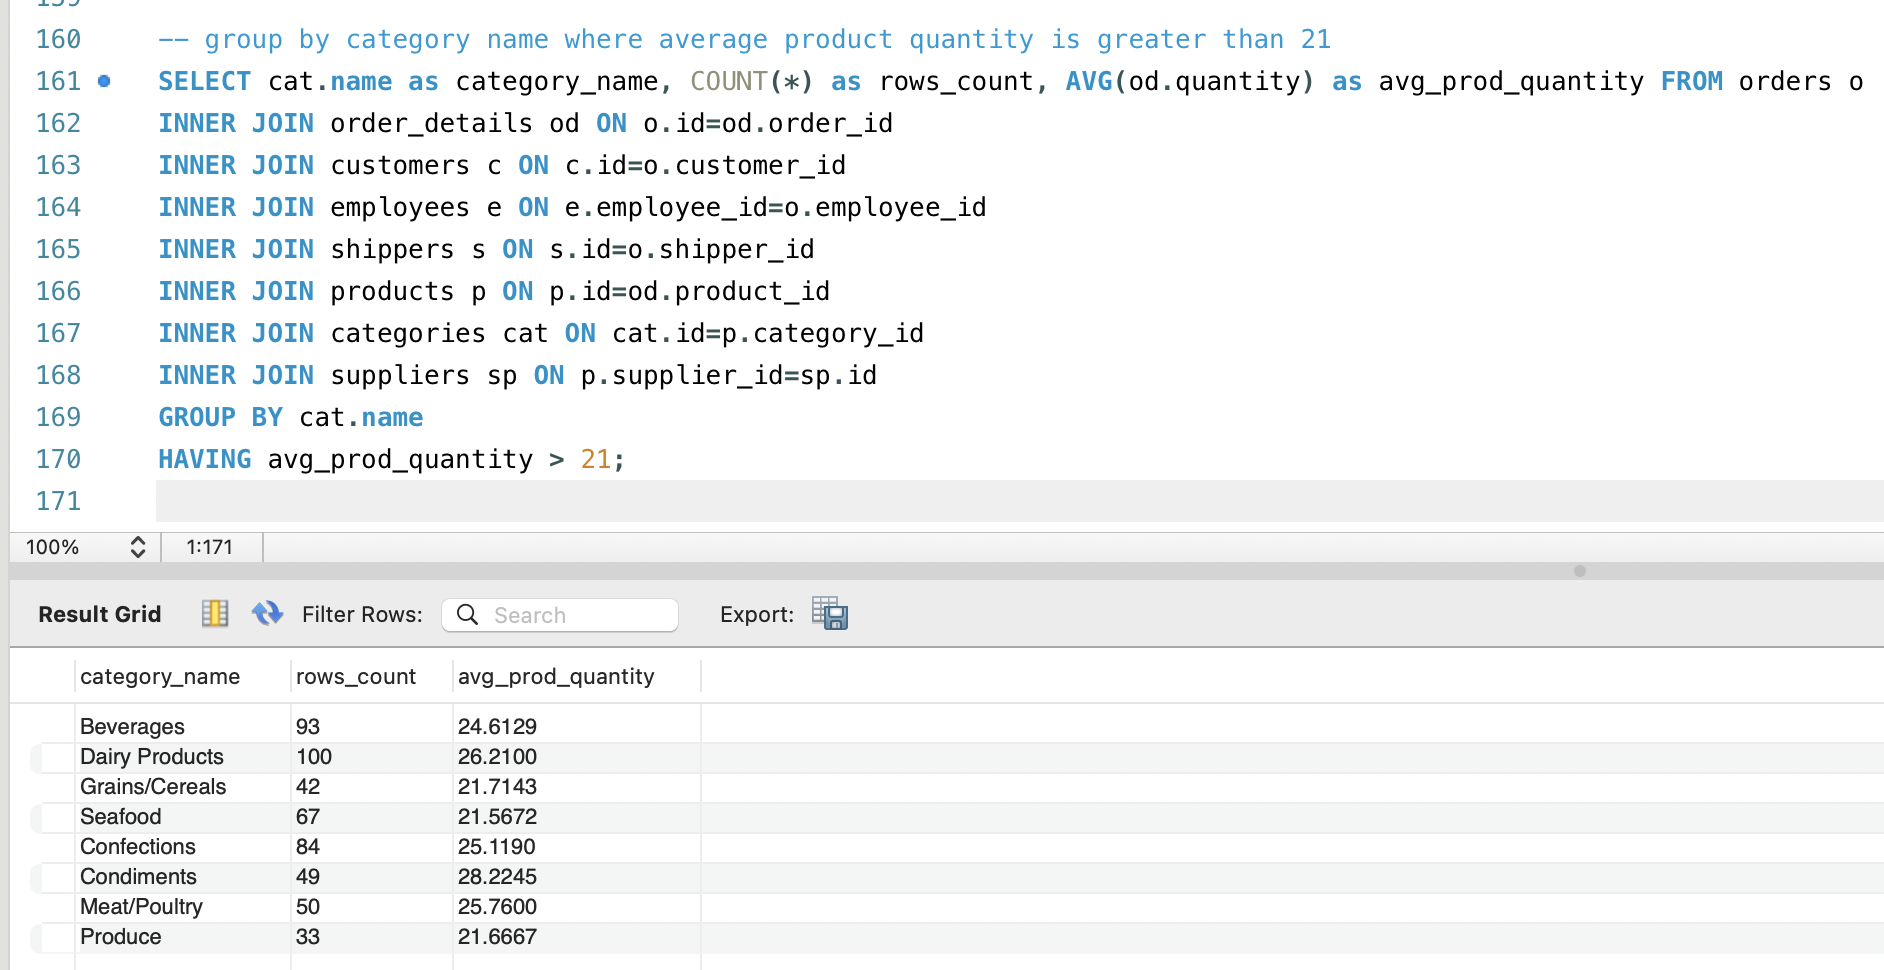 159
160 -- group by category name where average product quantity is greater than 21
161 SELECT cat.name as category_name, COUNT(*) as rows_count, AVG(od.quantity) as avg_prod_quantity FROM orders o
162 INNER JOIN order_details od ON o.id=od.order_id
163 INNER JOIN customers c ON c.id=o.customer_id
164 INNER JOIN employees e ON e.employee_id=o.employee_id
165 INNER JOIN shippers s ON s.id=o.shipper_id
166 INNER JOIN products p ON p.id=od.product_id
167 INNER JOIN categories cat ON cat.id=p.category_id
168 INNER JOIN suppliers sp ON p.supplier_id=sp.id
169 GROUP BY cat.name
170 HAVING avg_prod_quantity > 21;
171
100% 1:171
Result Grid Filter Rows: Search Export:
category_name rows_count avg_prod_quantity
Beverages 93 24.6129
Dairy Products 100 26.2100
Grains/Cereals 42 21.7143
Seafood 67 21.5672
Confections 84 25.1190
Condiments 49 28.2245
Meat/Poultry 50 25.7600
Produce 33 21.6667